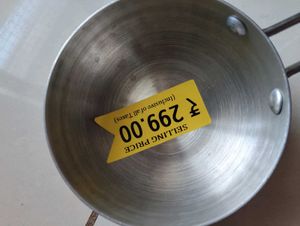 SELLING PRICE
₹ 299.00
(Inclusive of all Taxes)